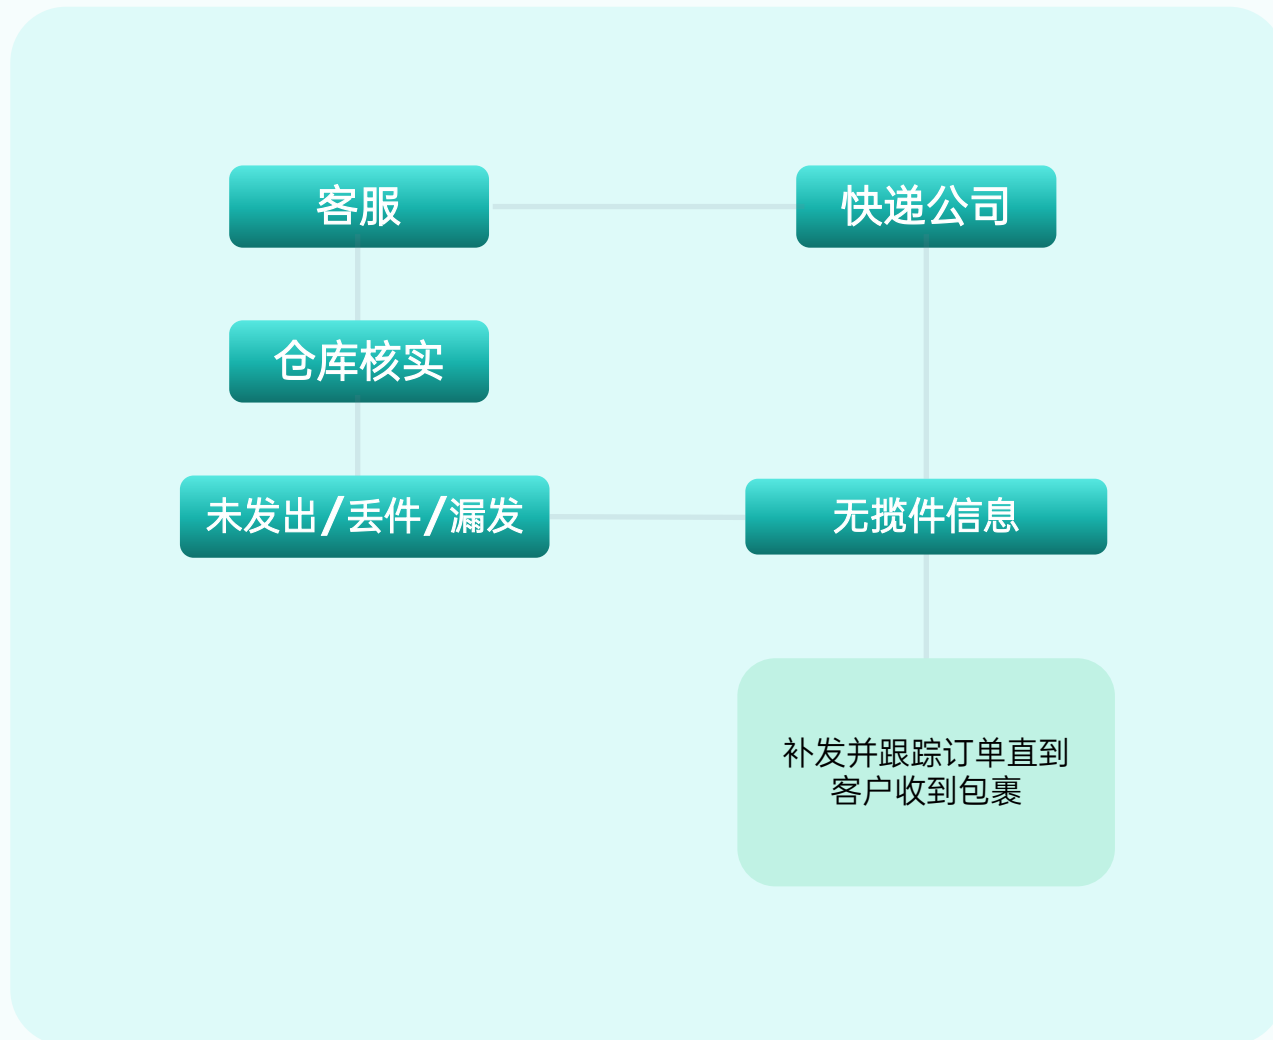 客服
快递公司
仓库核实
未发出/丢件/漏发
无揽件信息
补发并跟踪订单直到
客户收到包裹